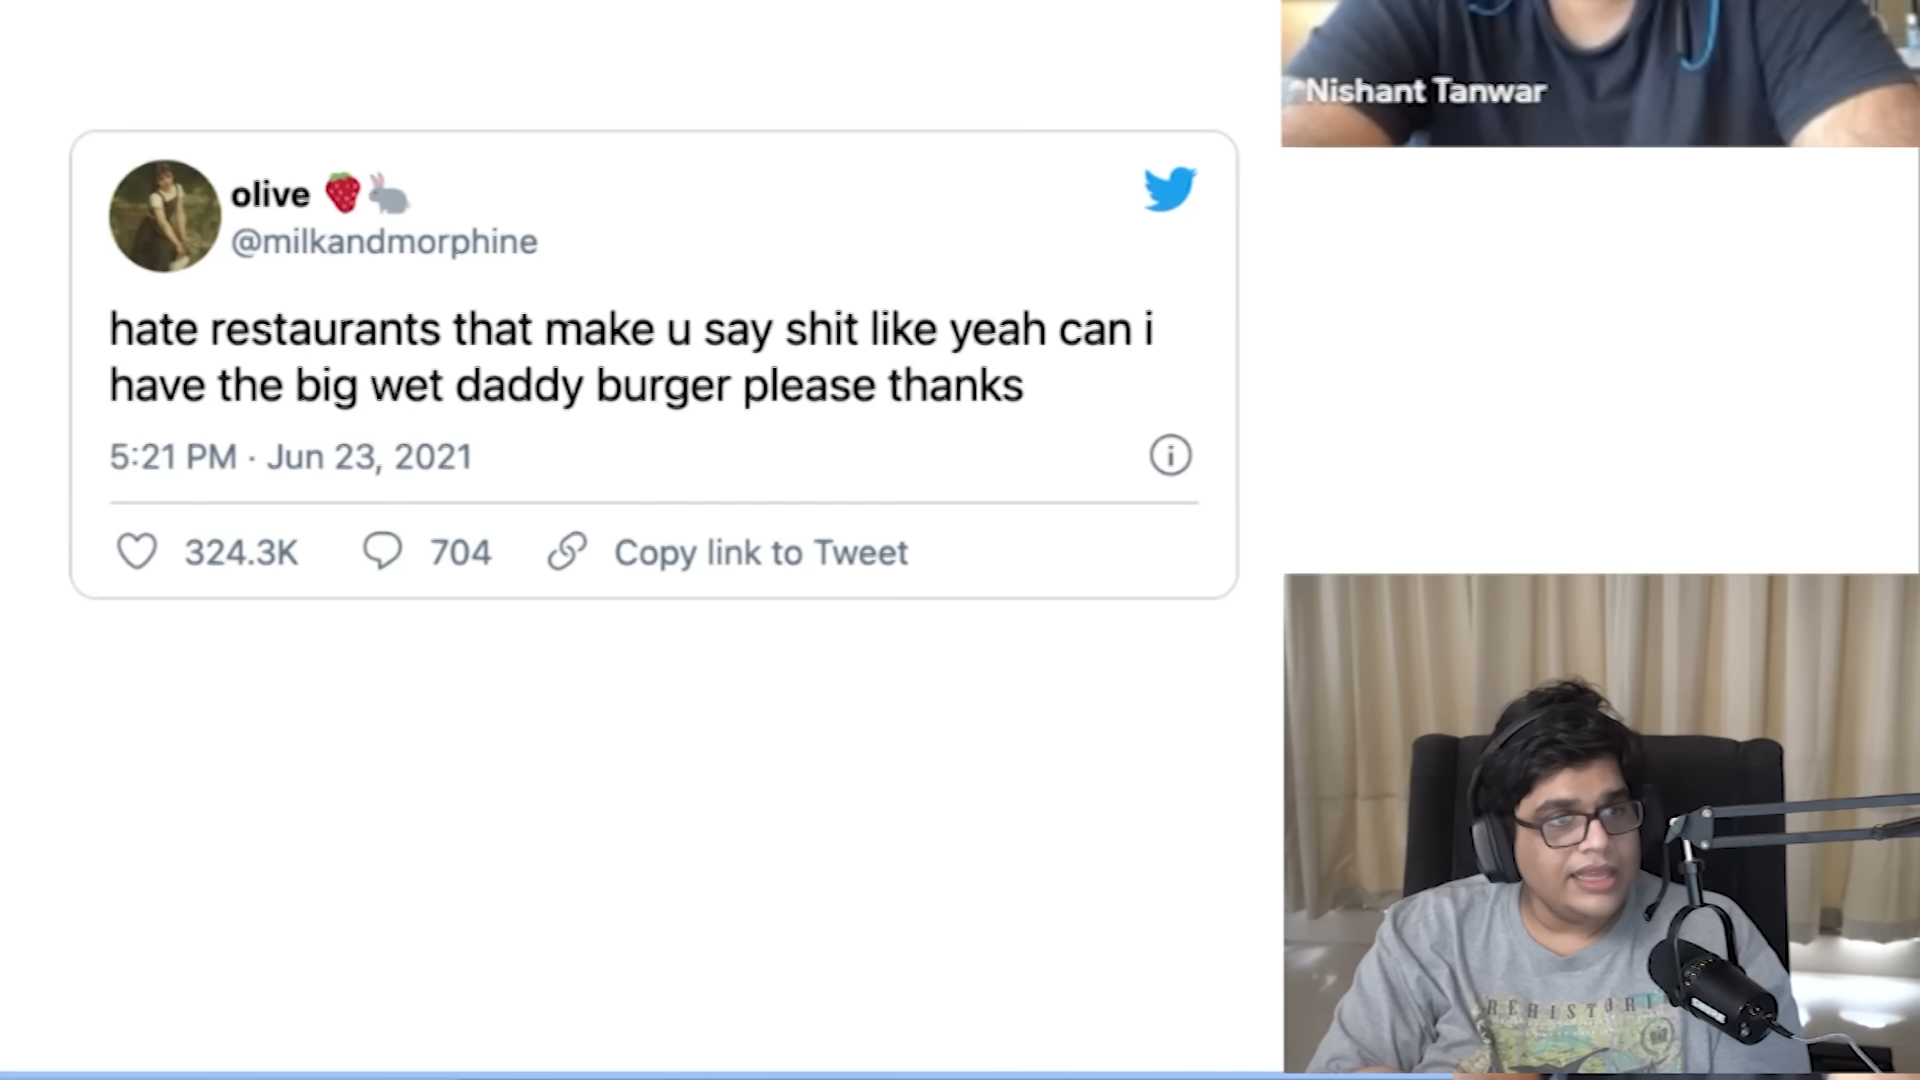 Nishant Tanwar
olive 🍓🐇
@milkandmorphine
hate restaurants that make u say shit like yeah can i
have the big wet daddy burger please thanks
5:21 PM · Jun 23, 2021
324.3K 704 Copy link to Tweet
REHISTORI